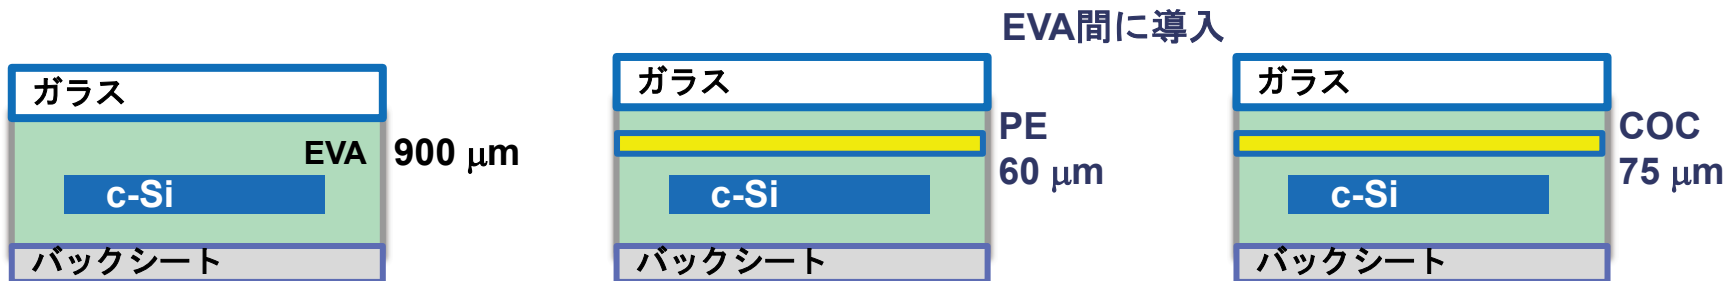 EVA間に導入
ガラス
EVA
900 μm
c-Si
バックシート
ガラス
PE
60 μm
c-Si
バックシート
ガラス
COC
75 μm
c-Si
バックシート